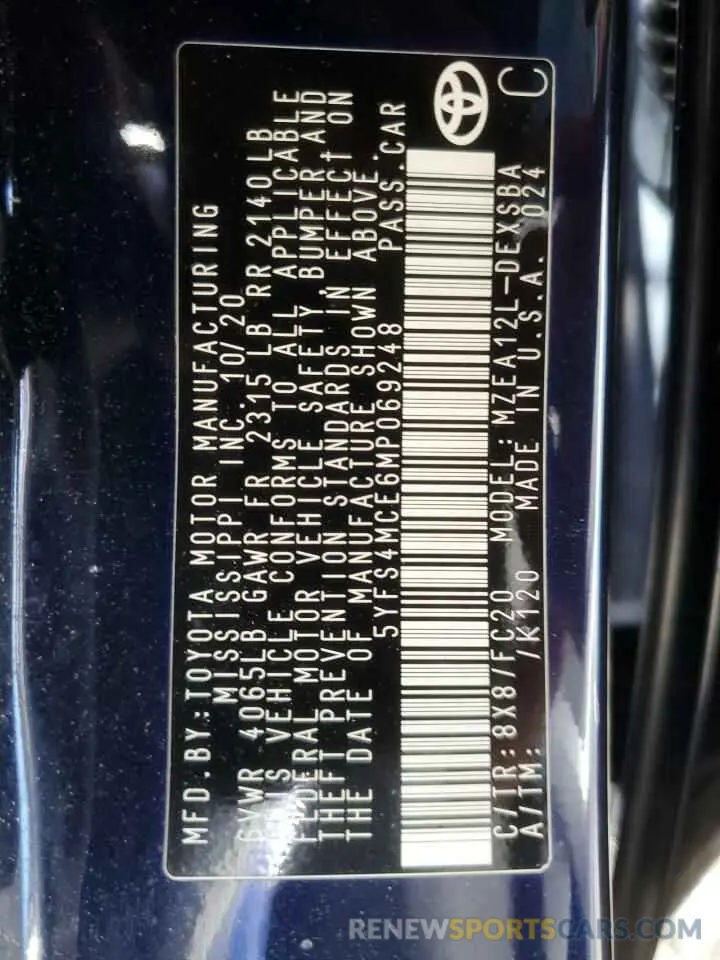 MFD.BY:TOYOTA MOTOR MANUFACTURING
MISSISSIPPI INC. 10/20
GVWR 4065LB GAWR FR 2315 LB RR 2140LB
THIS VEHICLE CONFORMS TO ALL APPLICABLE
FEDERAL MOTOR VEHICLE SAFETY, BUMPER AND
THEFT PREVENTION STANDARDS IN EFFECT ON
THE DATE OF MANUFACTURE SHOWN ABOVE.
5YFS4MCE6MP069248 PASS.CAR
C/TR:8X8/FC20 MODEL:MZEA12L-DEXSBA
A/TM: /K120 MADE IN U.S.A. 024
C
RENEWSPORTSCARS.COM